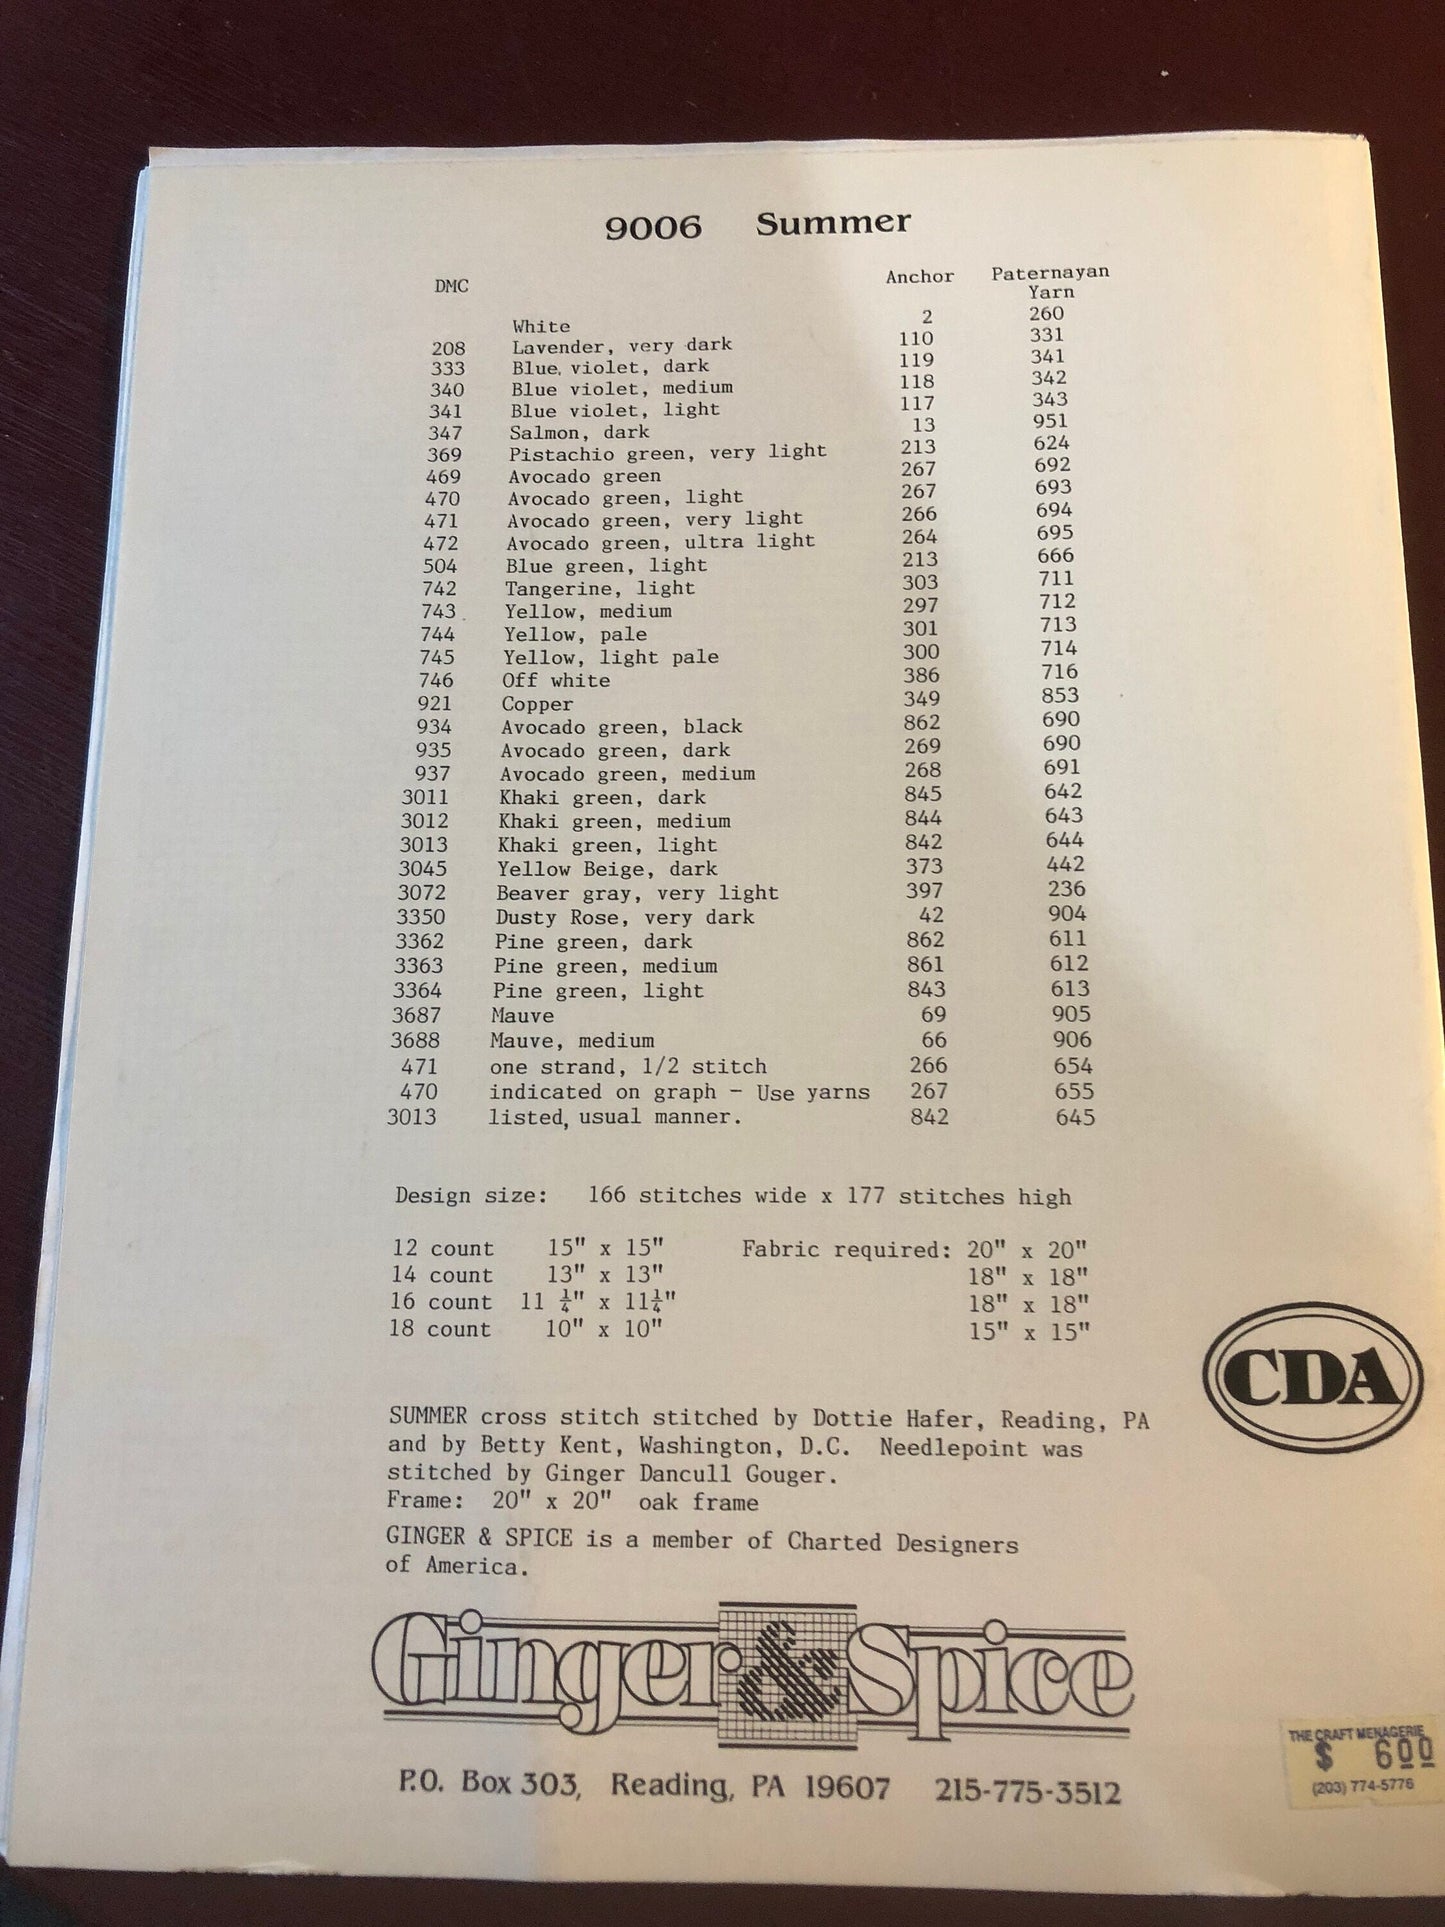 9006 Summer
DMC Anchor Paternayan
Yarn
White 2 260
208 Lavender, very dark 110 331
333 Blue violet, dark 119 341
340 Blue violet, medium 118 342
341 Blue violet, light 117 343
347 Salmon, dark 13 951
369 Pistachio green, very light 213 624
469 Avocado green 267 692
470 Avocado green, light 267 693
471 Avocado green, very light 266 694
472 Avocado green, ultra light 264 695
504 Blue green, light 213 666
742 Tangerine, light 303 711
743 Yellow, medium 297 712
744 Yellow, pale 301 713
745 Yellow, light pale 300 714
746 Off white 386 716
921 Copper 349 853
934 Avocado green, black 862 690
935 Avocado green, dark 269 690
937 Avocado green, medium 268 691
3011 Khaki green, dark 845 642
3012 Khaki green, medium 844 643
3013 Khaki green, light 842 644
3045 Yellow Beige, dark 373 442
3072 Beaver gray, very light 397 236
3350 Dusty Rose, very dark 42 904
3362 Pine green, dark 862 611
3363 Pine green, medium 861 612
3364 Pine green, light 843 613
3687 Mauve 69 905
3688 Mauve, medium 66 906
471 one strand, 1/2 stitch 266 654
470 indicated on graph - Use yarns 267 655
3013 listed, usual manner. 842 645
Design size: 166 stitches wide x 177 stitches high
12 count 15" x 15" Fabric required: 20" x 20"
14 count 13" x 13" 18" x 18"
16 count 11 ¼" x 11¼" 18" x 18"
18 count 10" x 10" 15" x 15"
CDA
SUMMER cross stitch stitched by Dottie Hafer, Reading, PA
and by Betty Kent, Washington, D.C. Needlepoint was
stitched by Ginger Dancull Gouger.
Frame: 20" x 20" oak frame
GINGER & SPICE is a member of Charted Designers
of America.
Ginger & Spice
P.O. Box 303, Reading, PA 19607 215-775-3512
THE CRAFT MENAGERIE
$ 600
(203) 774-5776